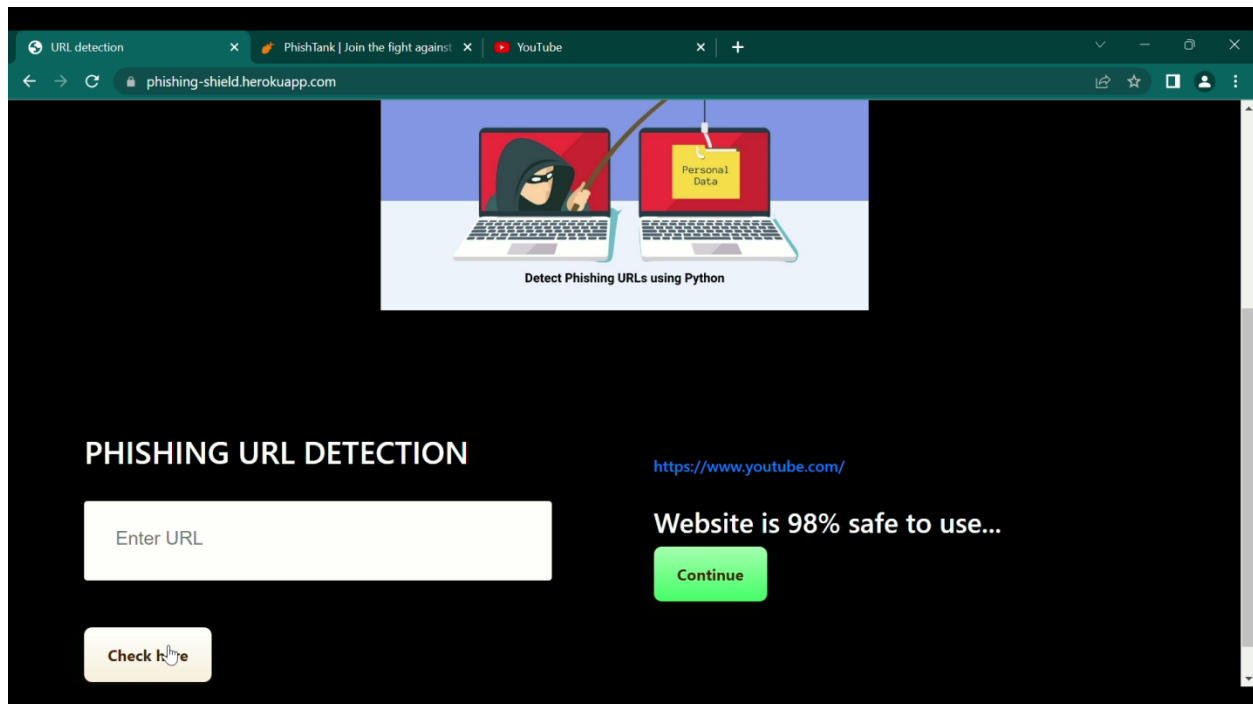 URL detection
PhishTank | Join the fight against
YouTube
phishing-shield.herokuapp.com
Personal
Data
Detect Phishing URLs using Python
PHISHING URL DETECTION
https://www.youtube.com/
Enter URL
Website is 98% safe to use...
Continue
Check here